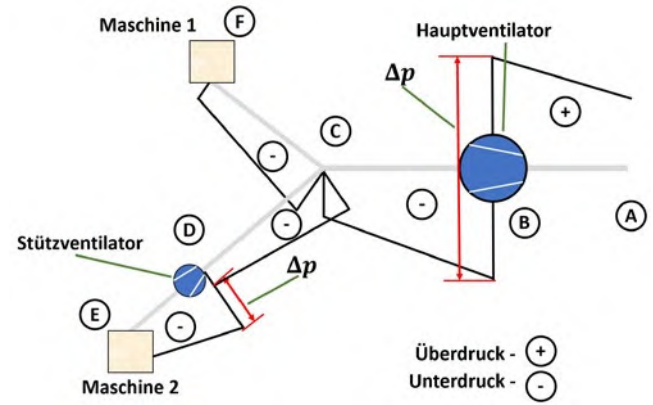 Maschine 1
F
Hauptventilator
Δp
C
+
-
-
-
D
B
A
Stützventilator
Δp
E
-
Maschine 2
Überdruck - +
Unterdruck - -